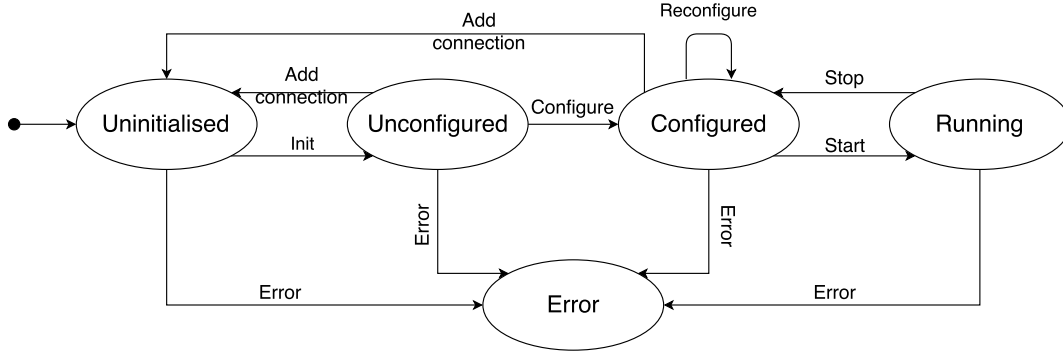 Reconfigure
Add
connection
Add
connection
Stop
Configure
Uninitialised
Unconfigured
Configured
Running
Init
Start
Error
Error
Error
Error
Error